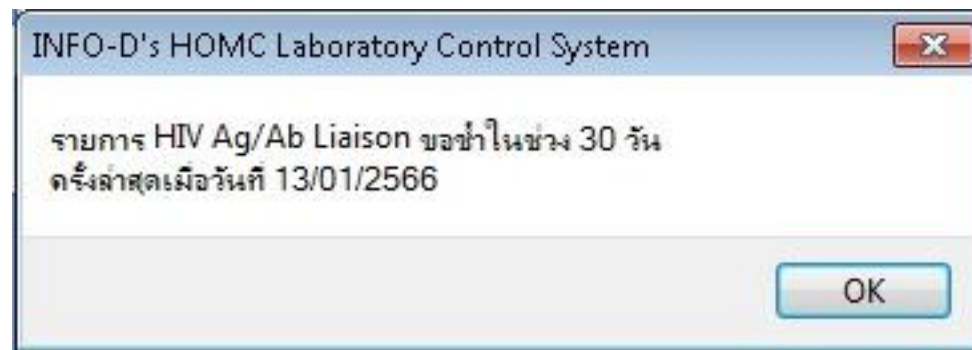 INFO-D's HOMC Laboratory Control System
รายการ HIV Ag/Ab Liaison ขอซ้ำในช่วง 30 วัน
ครั้งล่าสุดเมื่อวันที่ 13/01/2566
OK